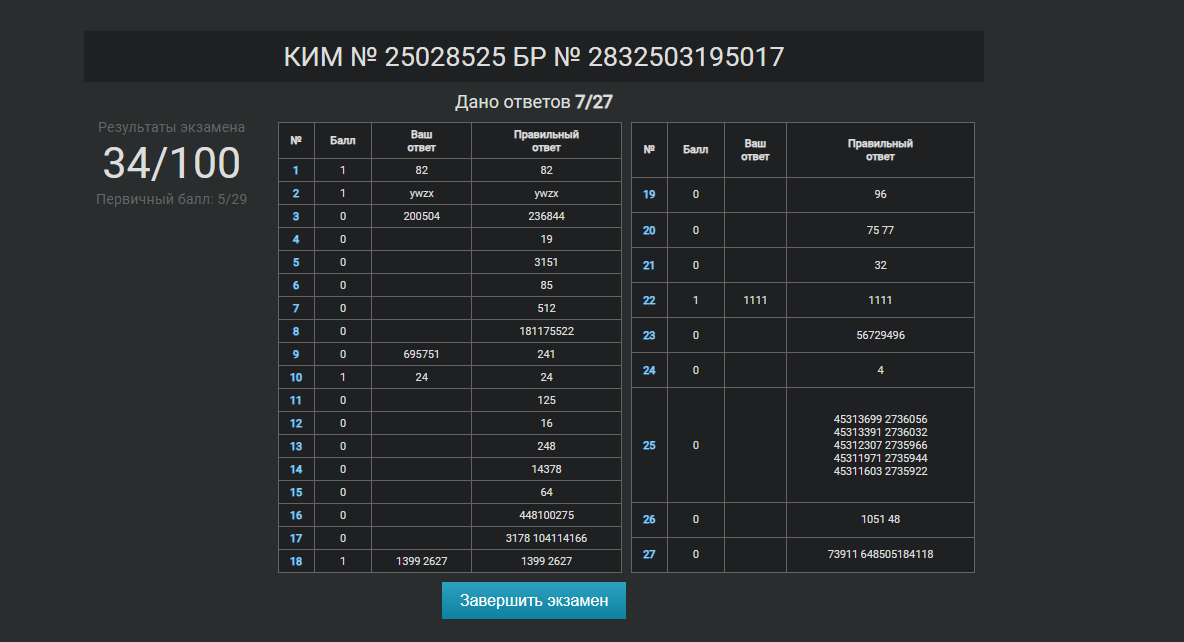 КИМ № 25028525 БР № 2832503195017
Дано ответов 7/27
Результаты экзамена
34/100
Первичный балл: 5/29
№ Балл Ваш ответ Правильный ответ
1 1 82 82
2 1 ywzx ywzx
3 0 200504 236844
4 0 19
5 0 3151
6 0 85
7 0 512
8 0 181175522
9 0 695751 241
10 1 24 24
11 0 125
12 0 16
13 0 248
14 0 14378
15 0 64
16 0 448100275
17 0 3178 104114166
18 1 1399 2627 1399 2627
№ Балл Ваш ответ Правильный ответ
19 0 96
20 0 75 77
21 0 32
22 1 1111 1111
23 0 56729496
24 0 4
25 0 45313699 2736056
45313391 2736032
45312307 2735966
45311971 2735944
45311603 2735922
26 0 1051 48
27 0 73911 648505184118
Завершить экзамен